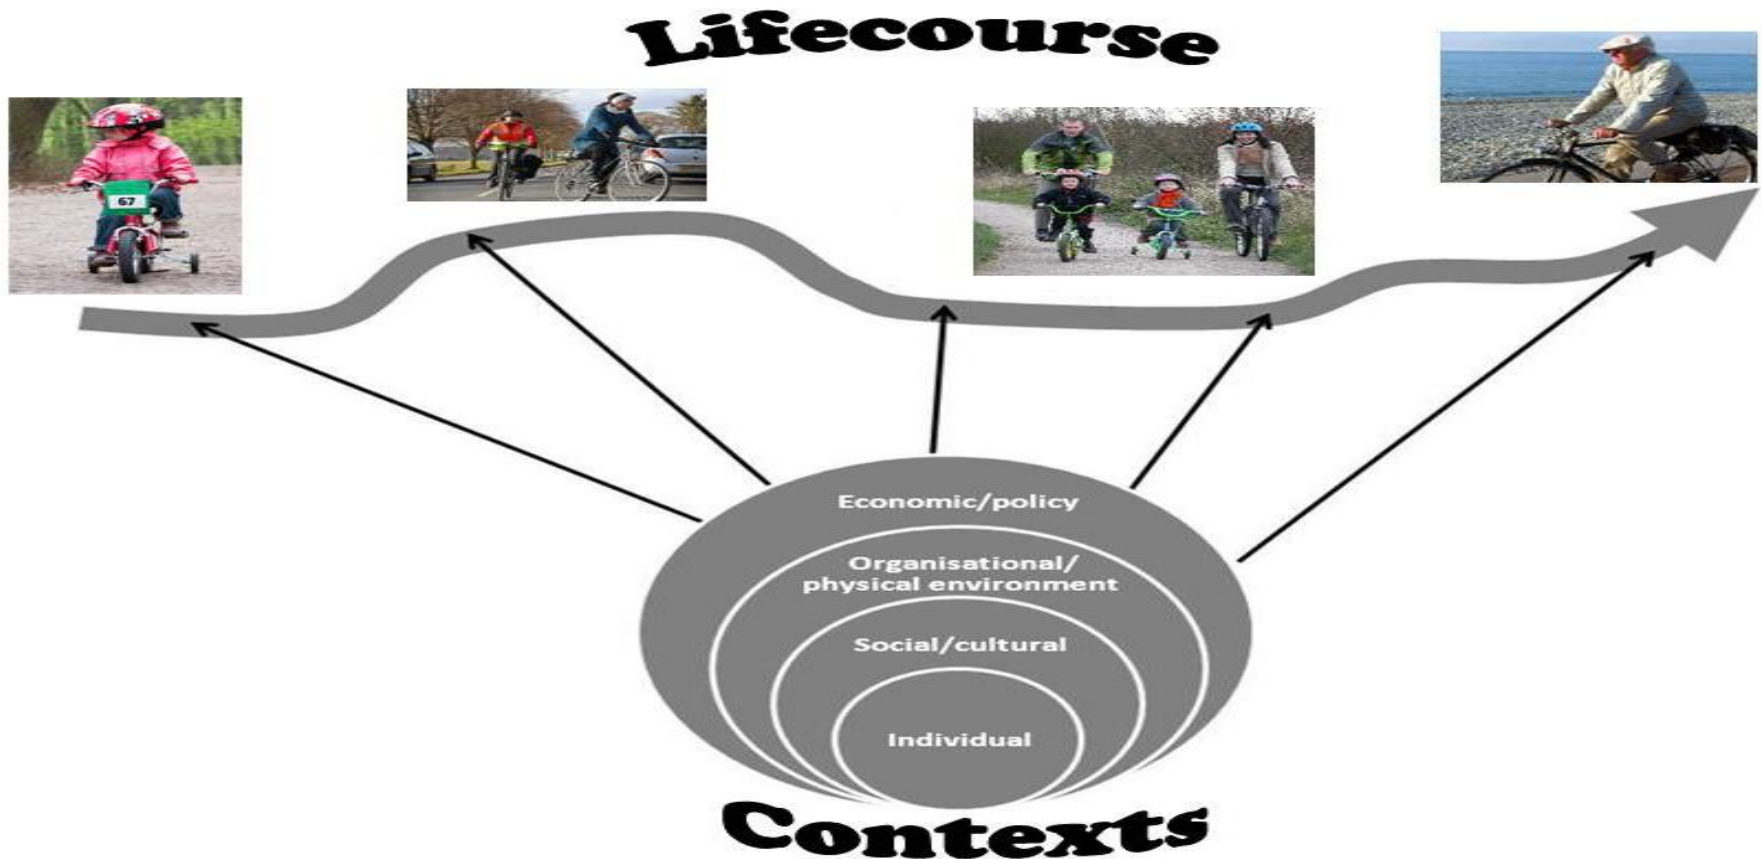 Lifecourse
67
Economic/policy
Organisational/
physical environment
Social/cultural
Individual
Contexts